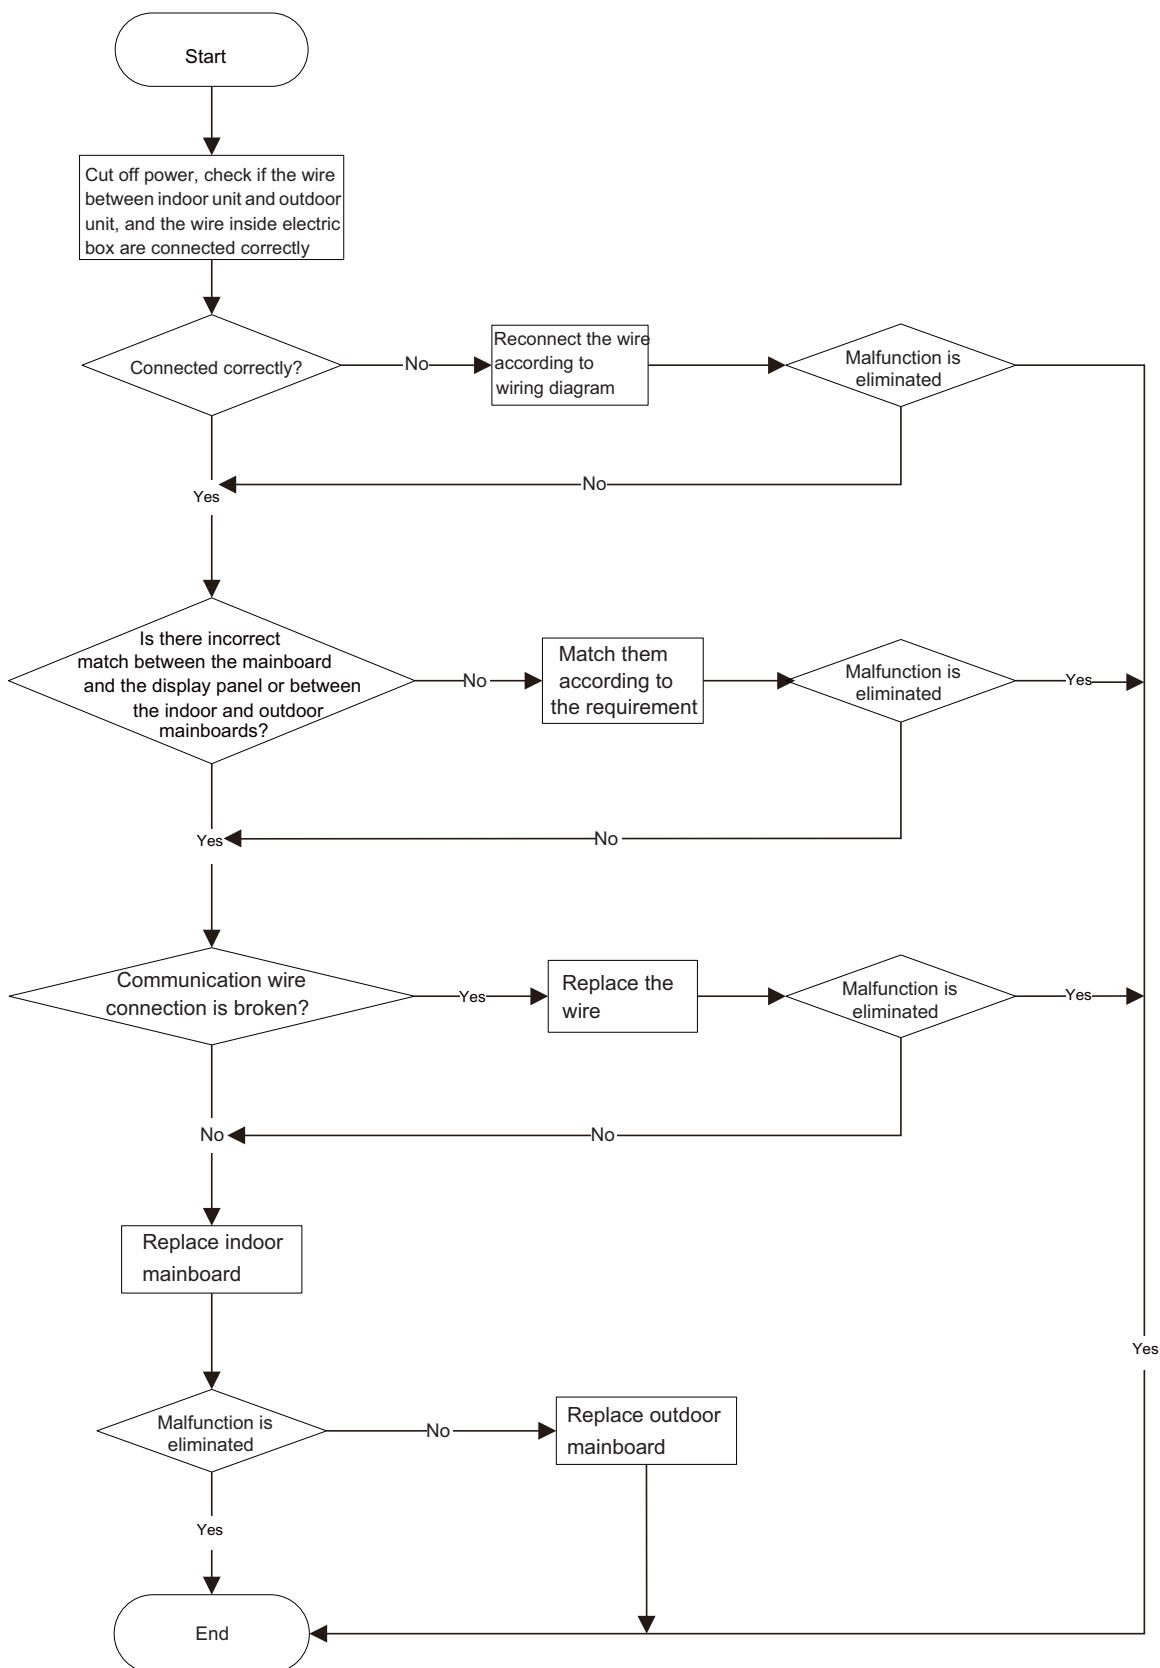 Start
Cut off power, check if the wire
between indoor unit and outdoor
unit, and the wire inside electric
box are connected correctly
Connected correctly?
No
Reconnect the wire
according to
wiring diagram
Malfunction is
eliminated
No
Yes
Is there incorrect
match between the mainboard
and the display panel or between
the indoor and outdoor
mainboards?
No
Match them
according to
the requirement
Malfunction is
eliminated
Yes
No
Yes
Communication wire
connection is broken?
Yes
Replace the
wire
Malfunction is
eliminated
Yes
No
No
Replace indoor
mainboard
Yes
Malfunction is
eliminated
No
Replace outdoor
mainboard
Yes
End